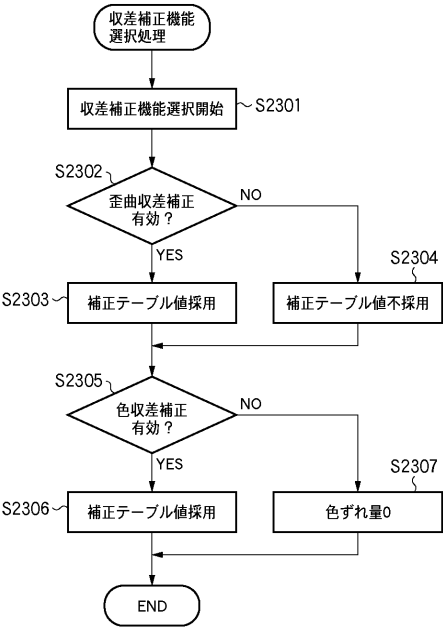 収差補正機能
選択処理
収差補正機能選択開始
S2301
S2302
歪曲収差補正
有効？
NO
YES
S2304
S2303
補正テーブル値採用
補正テーブル値不採用
S2305
色収差補正
有効？
NO
YES
S2307
S2306
補正テーブル値採用
色ずれ量0
END